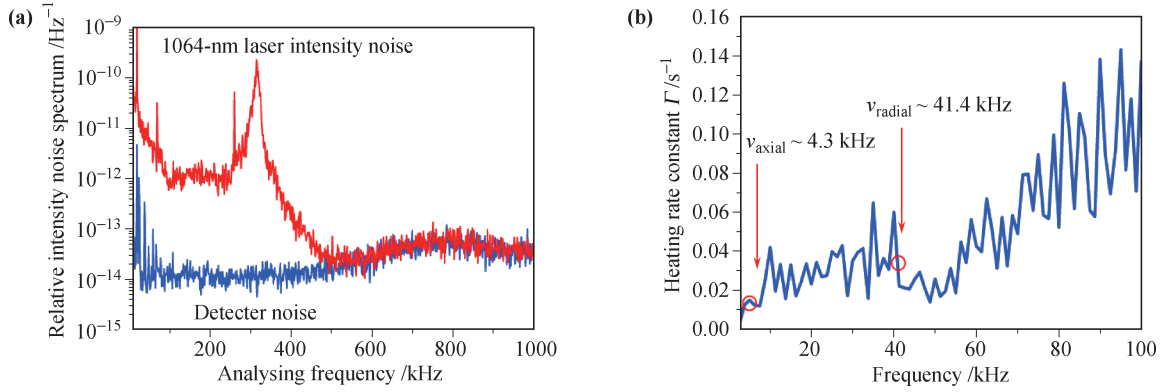 (a)
10⁻⁹
10⁻¹⁰
10⁻¹¹
10⁻¹²
10⁻¹³
10⁻¹⁴
10⁻¹⁵
Relative intensity noise spectrum /Hz⁻¹
1064-nm laser intensity noise
Detecter noise
200 400 600 800 1000
Analysing frequency /kHz
(b)
0.16
0.14
0.12
0.10
0.08
0.06
0.04
0.02
0.00
Heating rate constant Γ/s⁻¹
νradial ~ 41.4 kHz
νaxial ~ 4.3 kHz
20 40 60 80 100
Frequency /kHz